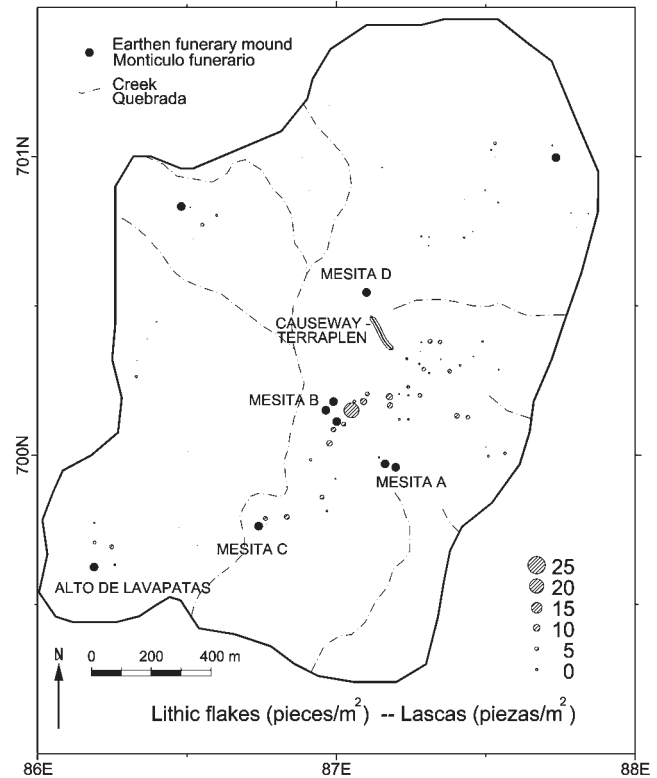 Earthen funerary mound
Monticulo funerario
Creek
Quebrada
701N
MESITA D
CAUSEWAY
TERRAPLEN
MESITA B
700N
MESITA A
MESITA C
ALTO DE LAVAPATAS
25
20
15
10
5
0
N
0 200 400 m
Lithic flakes (pieces/m²) -- Lascas (piezas/m²)
86E 87E 88E